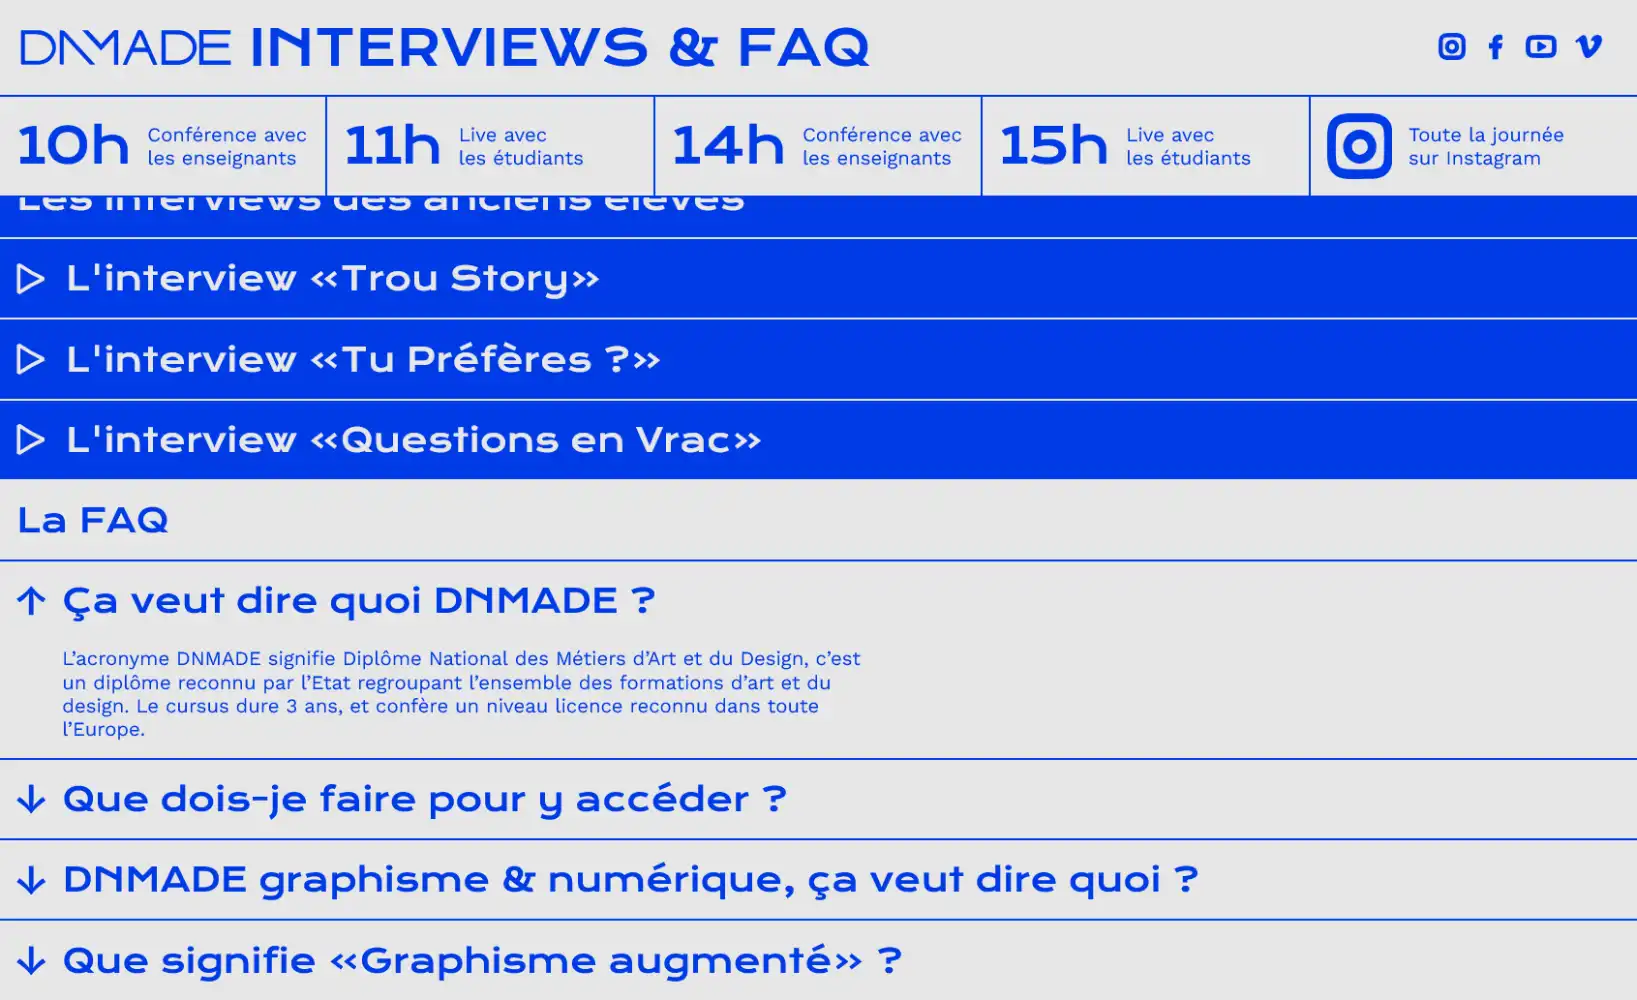 DNMADE INTERVIEWS & FAQ
10h Conférence avec
les enseignants
11h Live avec
les étudiants
14h Conférence avec
les enseignants
15h Live avec
les étudiants
Toute la journée
sur Instagram
Les interviews des anciens élèves
L'interview «Trou Story»
L'interview «Tu Préfères ?»
L'interview «Questions en Vrac»
La FAQ
Ça veut dire quoi DNMADE ?
L’acronyme DNMADE signifie Diplôme National des Métiers d’Art et du Design, c’est
un diplôme reconnu par l’Etat regroupant l’ensemble des formations d’art et du
design. Le cursus dure 3 ans, et confère un niveau licence reconnu dans toute
l’Europe.
Que dois-je faire pour y accéder ?
DNMADE graphisme & numérique, ça veut dire quoi ?
Que signifie «Graphisme augmenté» ?